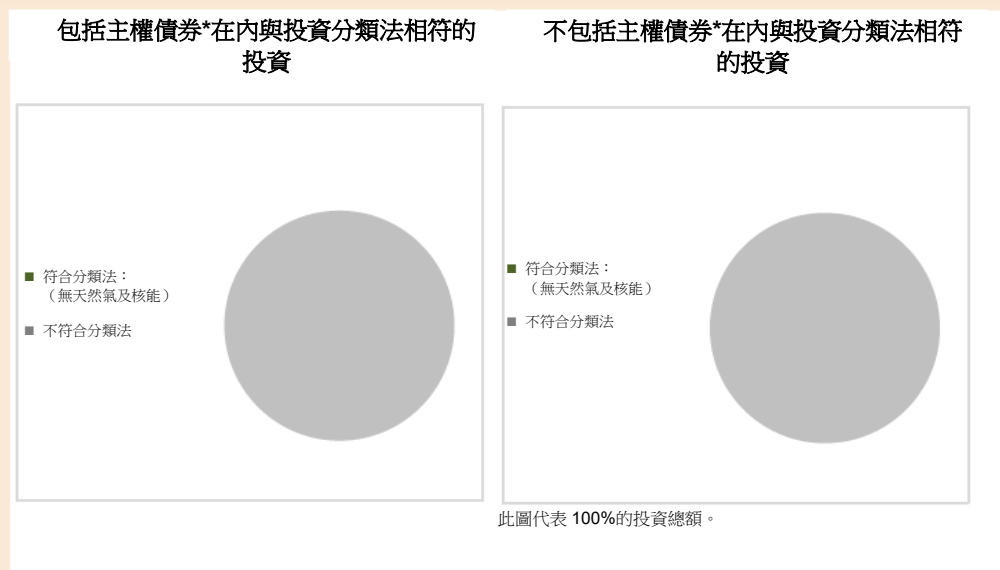 包括主權債券*在內與投資分類法相符的
投資
符合分類法：
（無天然氣及核能）
不符合分類法
不包括主權債券*在內與投資分類法相符
的投資
符合分類法：
（無天然氣及核能）
不符合分類法
此圖代表 100%的投資總額。